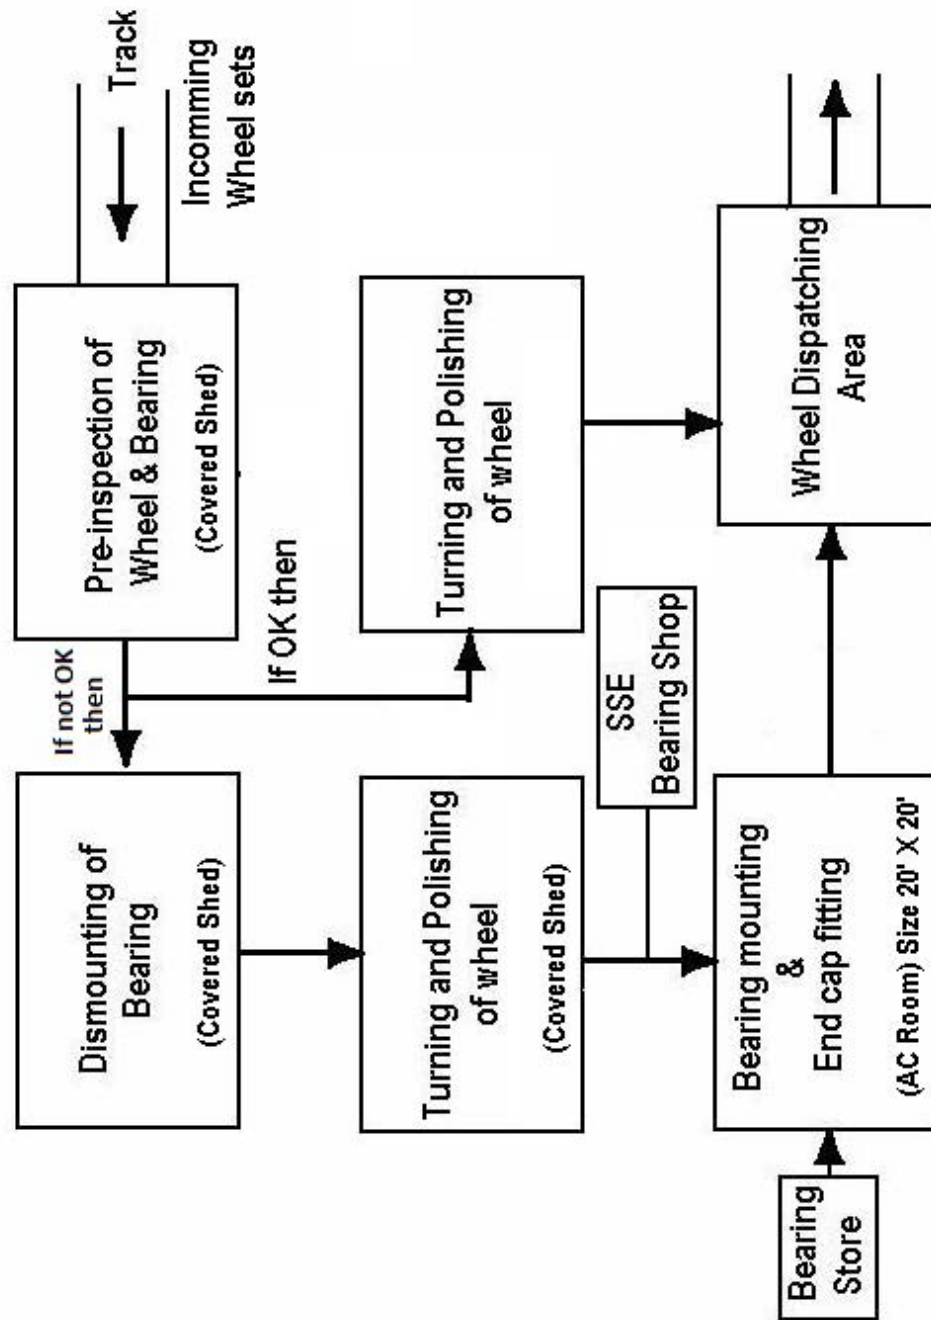 Track
Incomming
Wheel sets
Pre-inspection of
Wheel & Bearing
(Covered Shed)
If not OK
then
If OK then
Dismounting of
Bearing
(Covered Shed)
Turning and Polishing
of wheel
Turning and Polishing
of wheel
(Covered Shed)
SSE
Bearing Shop
Wheel Dispatching
Area
Bearing mounting
&
End cap fitting
(AC Room) Size 20' X 20'
Bearing
Store